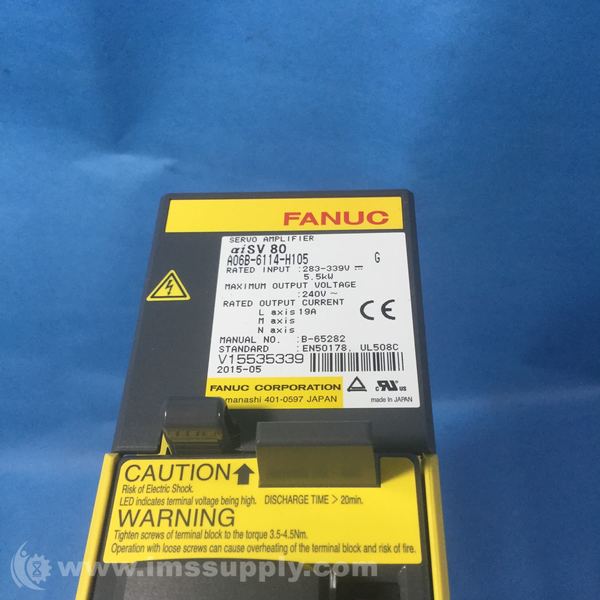 FANUC
SERVO AMPLIFIER
αiSV 80
A06B-6114-H105 G
RATED INPUT :283-339V ⎓
5.5kW
MAXIMUM OUTPUT VOLTAGE
:240V ~
RATED OUTPUT CURRENT
L axis 19A
M axis
N axis
CE
MANUAL NO. :B-65282
STANDARD :EN50178, UL508C
V15535339
2015-05
FANUC CORPORATION
manashi 401-0597 JAPAN
c RU US
made in JAPAN
CAUTION
Risk of Electric Shock.
LED indicates terminal voltage being high. DISCHARGE TIME > 20min.
WARNING
Tighten screws of terminal block to the torque 3.5-4.5Nm.
Operation with loose screws can cause overheating of the terminal block and risk of fire.
www.imssupply.com